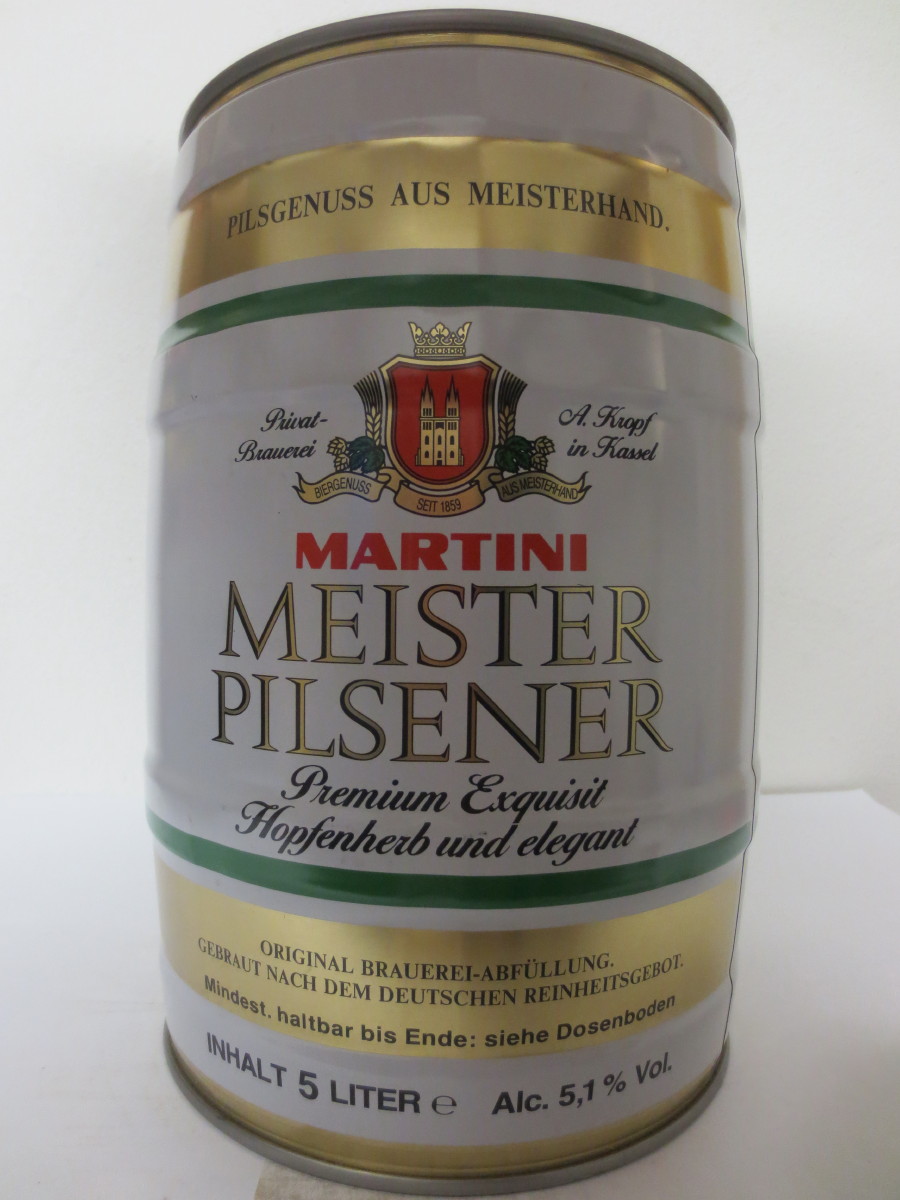 PILSGENUSS AUS MEISTERHAND.
Privat-
Brauerei
A. Kropf
in Kassel
BIERGENUSS
SEIT 1859
AUS MEISTERHAND
MARTINI
MEISTER
PILSENER
Premium Exquisit
Hopfenherb und elegant
ORIGINAL BRAUEREI-ABFÜLLUNG.
GEBRAUT NACH DEM DEUTSCHEN REINHEITSGEBOT.
Mindest. haltbar bis Ende: siehe Dosenboden
INHALT 5 LITER ℮ Alc. 5,1 % Vol.